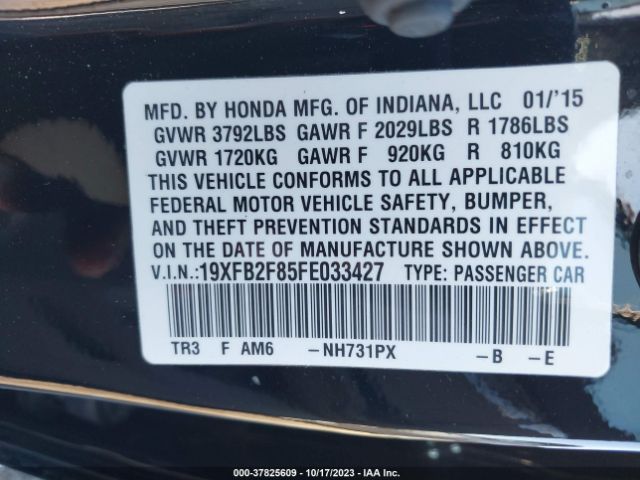 MFD. BY HONDA MFG. OF INDIANA, LLC 01/'15
GVWR 3792LBS GAWR F 2029LBS R 1786LBS
GVWR 1720KG GAWR F 920KG R 810KG
THIS VEHICLE CONFORMS TO ALL APPLICABLE
FEDERAL MOTOR VEHICLE SAFETY, BUMPER,
AND THEFT PREVENTION STANDARDS IN EFFECT
ON THE DATE OF MANUFACTURE SHOWN ABOVE.
V.I.N.:19XFB2F85FE033427 TYPE: PASSENGER CAR
TR3 F AM6 –NH731PX –B –E
000-37825609 - 10/17/2023 - IAA Inc.